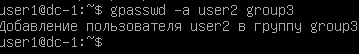 user1@dc-1:~$ gpasswd -a user2 group3
Добавление пользователя user2 в группу group3
user1@dc-1:~$